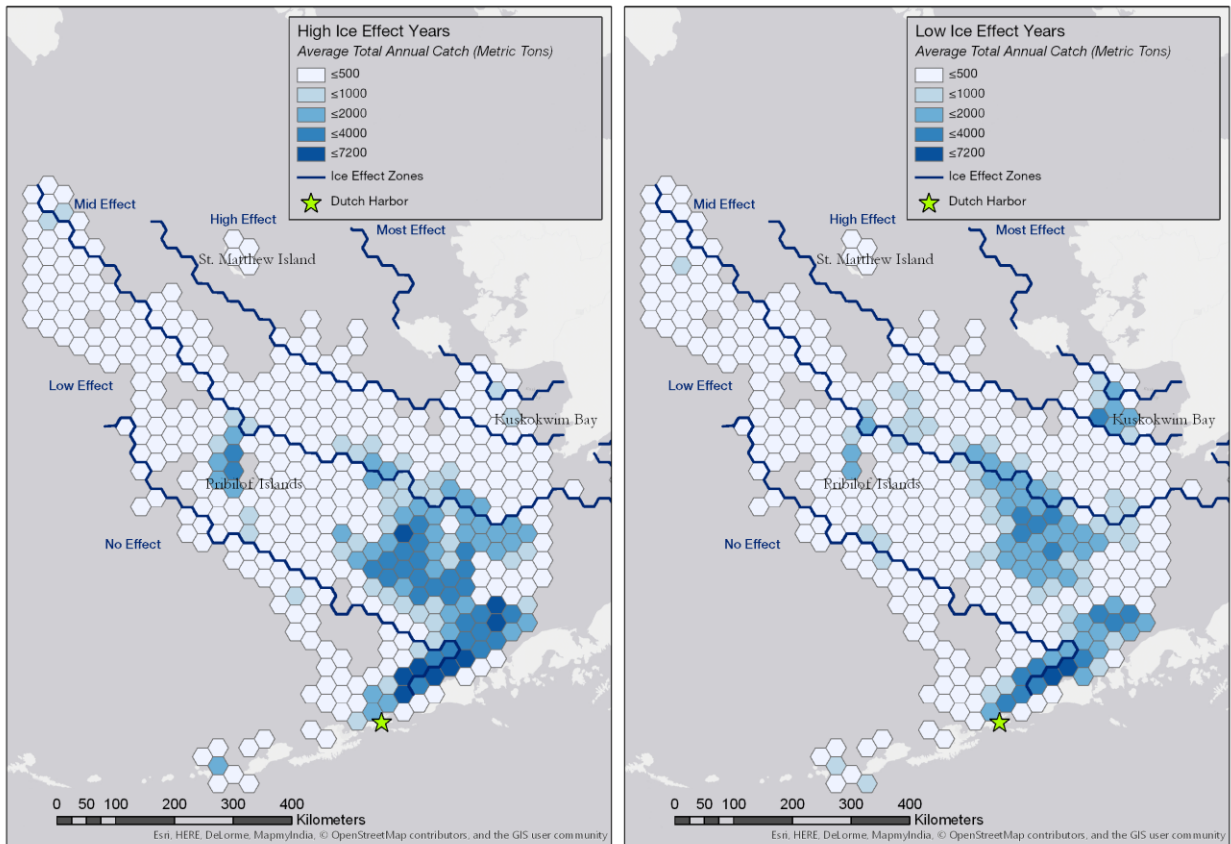 High Ice Effect Years
Average Total Annual Catch (Metric Tons)
≤500
≤1000
≤2000
≤4000
≤7200
Ice Effect Zones
Dutch Harbor
Mid Effect
High Effect
Most Effect
St. Matthew Island
Low Effect
Kuskokwim Bay
Pribilof Islands
No Effect
0 50 100 200 300 400
Kilometers
Esri, HERE, DeLorme, MapmyIndia, © OpenStreetMap contributors, and the GIS user community
Low Ice Effect Years
Average Total Annual Catch (Metric Tons)
≤500
≤1000
≤2000
≤4000
≤7200
Ice Effect Zones
Dutch Harbor
Mid Effect
High Effect
Most Effect
St. Matthew Island
Low Effect
Kuskokwim Bay
Pribilof Islands
No Effect
0 50 100 200 300 400
Kilometers
Esri, HERE, DeLorme, MapmyIndia, © OpenStreetMap contributors, and the GIS user community